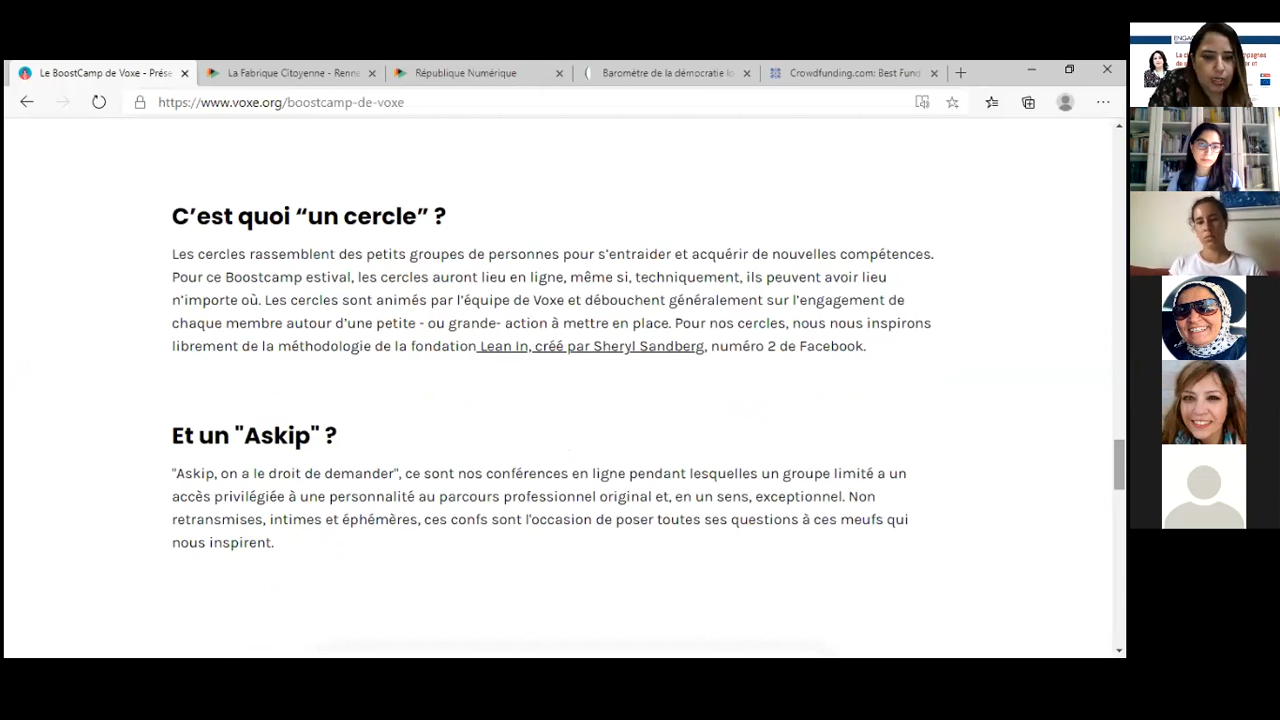 Le BoostCamp de Voxe - Prése
La Fabrique Citoyenne - Renne
République Numérique
Baromètre de la démocratie lo
Crowdfunding.com: Best Fund
https://www.voxe.org/boostcamp-de-voxe
C’est quoi “un cercle” ?
Les cercles rassemblent des petits groupes de personnes pour s’entraider et acquérir de nouvelles compétences.
Pour ce Boostcamp estival, les cercles auront lieu en ligne, même si, techniquement, ils peuvent avoir lieu
n’importe où. Les cercles sont animés par l’équipe de Voxe et débouchent généralement sur l’engagement de
chaque membre autour d’une petite - ou grande- action à mettre en place. Pour nos cercles, nous nous inspirons
librement de la méthodologie de la fondation Lean In, créé par Sheryl Sandberg, numéro 2 de Facebook.
Et un "Askip" ?
"Askip, on a le droit de demander", ce sont nos conférences en ligne pendant lesquelles un groupe limité a un
accès privilégiée à une personnalité au parcours professionnel original et, en un sens, exceptionnel. Non
retransmises, intimes et éphémères, ces confs sont l'occasion de poser toutes ses questions à ces meufs qui
nous inspirent.